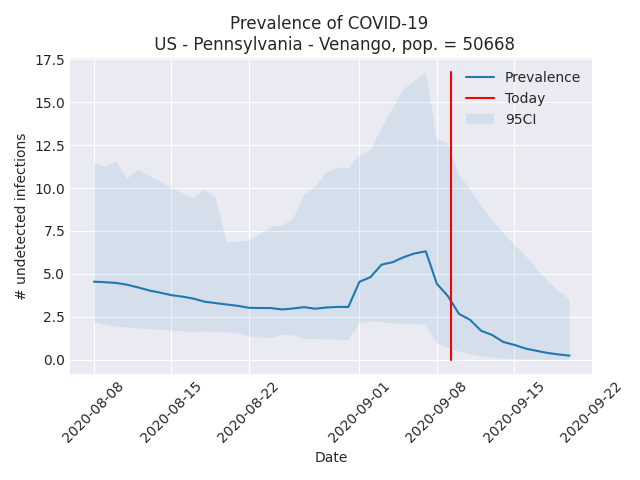 Prevalence of COVID-19
US - Pennsylvania - Venango, pop. = 50668
17.5
15.0
12.5
10.0
7.5
5.0
2.5
0.0
# undetected infections
Prevalence
Today
95CI
2020-08-08
2020-08-15
2020-08-22
2020-09-01
2020-09-08
2020-09-15
2020-09-22
Date